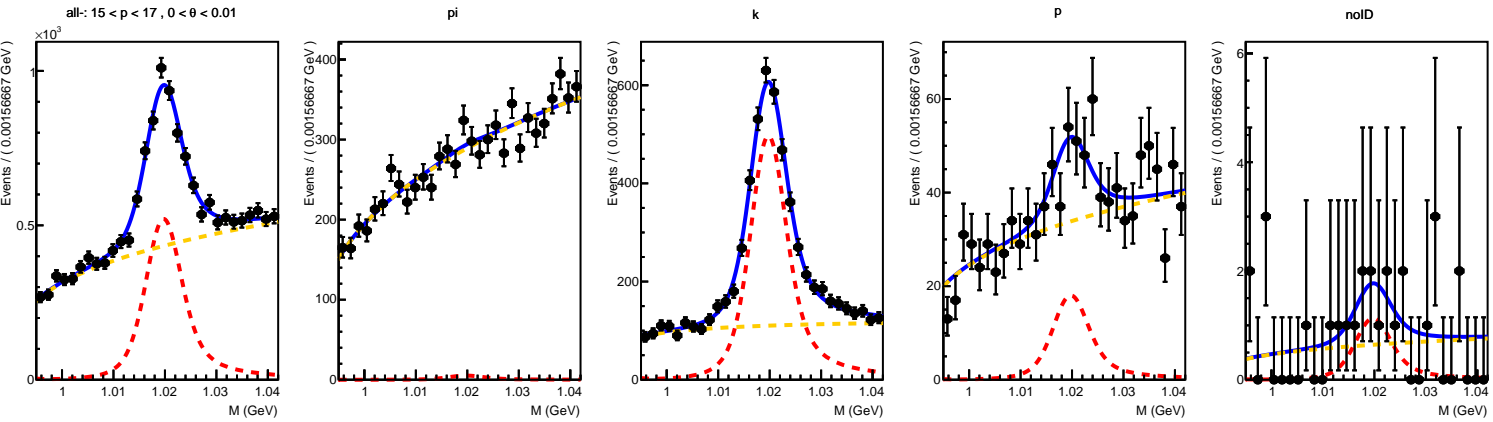 all-: 15 < p < 17 , 0 < θ < 0.01
×10³
Events / ( 0.00156667 GeV )
1
0.5
0
1 1.01 1.02 1.03 1.04
M (GeV)
pi
Events / ( 0.00156667 GeV )
400
300
200
100
0
1 1.01 1.02 1.03 1.04
M (GeV)
k
Events / ( 0.00156667 GeV )
600
400
200
0
1 1.01 1.02 1.03 1.04
M (GeV)
p
Events / ( 0.00156667 GeV )
60
40
20
0
1 1.01 1.02 1.03 1.04
M (GeV)
noID
Events / ( 0.00156667 GeV )
6
4
2
0
1 1.01 1.02 1.03 1.04
M (GeV)